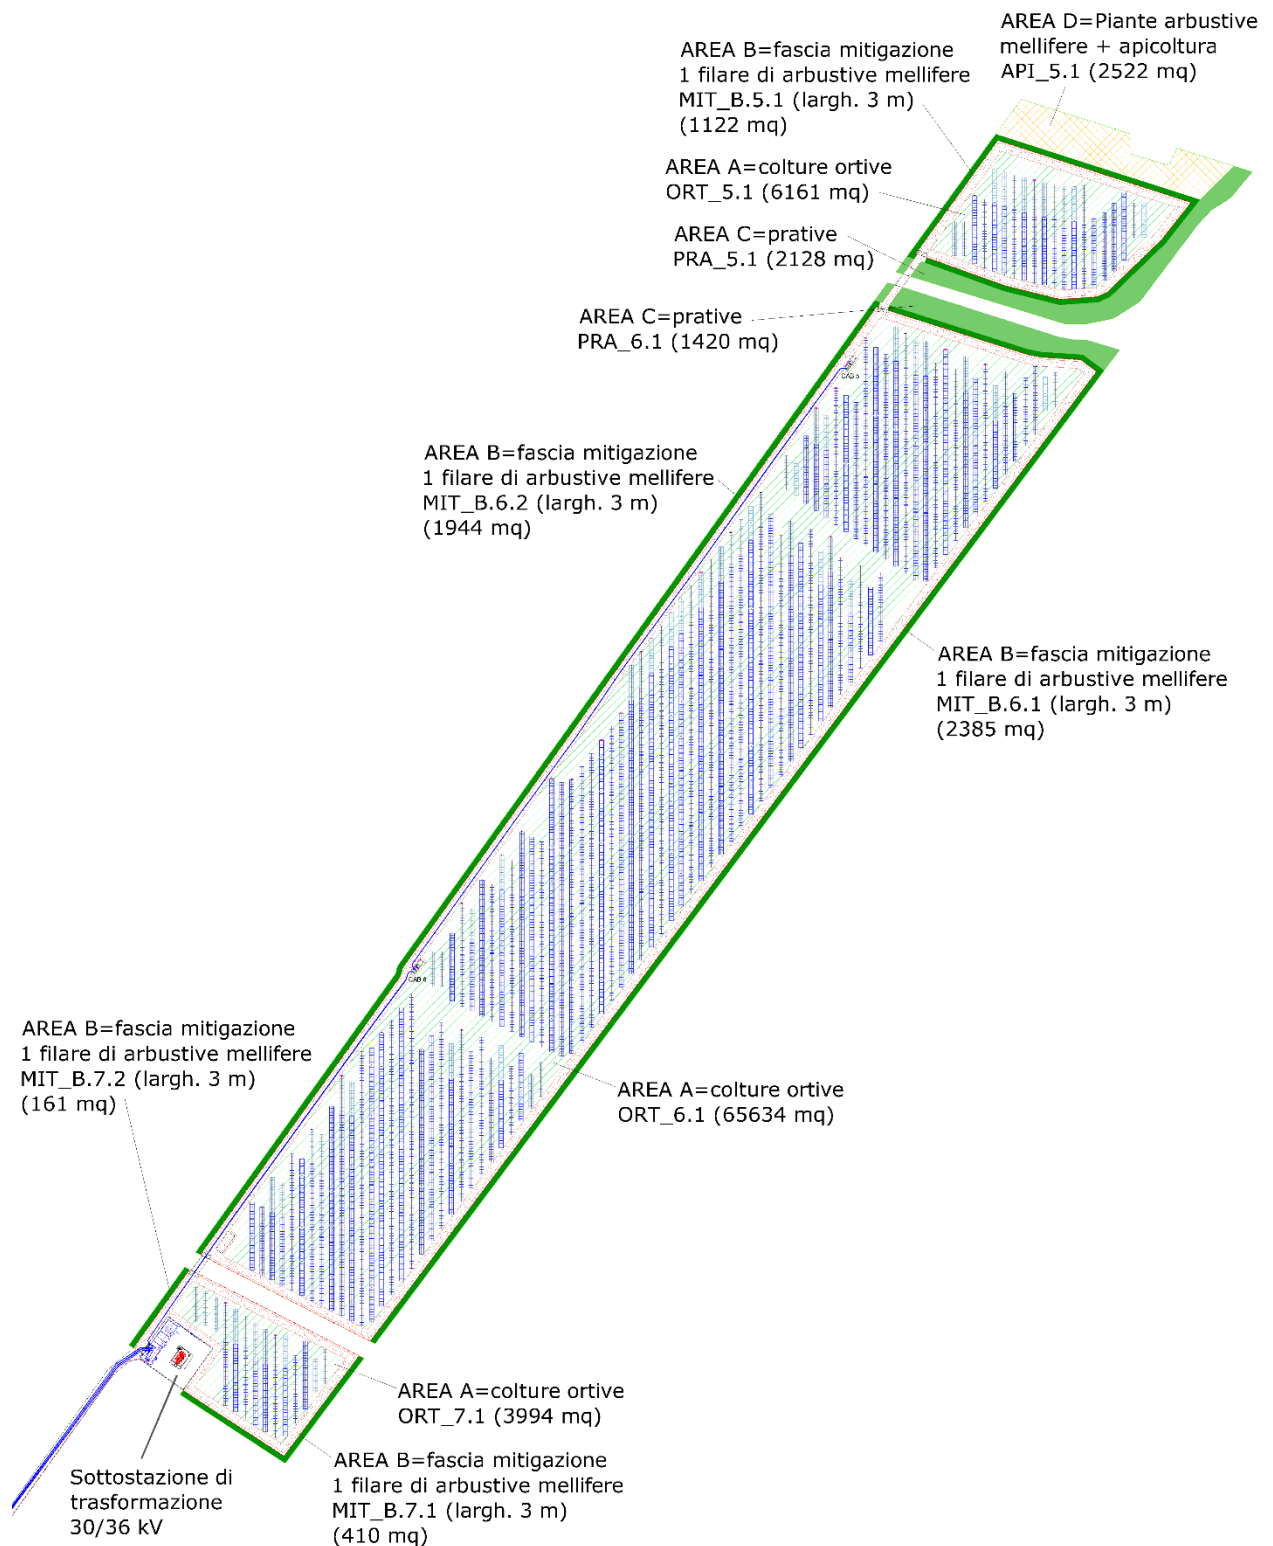 AREA D=Piante arbustive
mellifere + apicoltura
API_5.1 (2522 mq)
AREA B=fascia mitigazione
1 filare di arbustive mellifere
MIT_B.5.1 (largh. 3 m)
(1122 mq)
AREA A=colture ortive
ORT_5.1 (6161 mq)
AREA C=prative
PRA_5.1 (2128 mq)
AREA C=prative
PRA_6.1 (1420 mq)
CAB 5
AREA B=fascia mitigazione
1 filare di arbustive mellifere
MIT_B.6.2 (largh. 3 m)
(1944 mq)
AREA B=fascia mitigazione
1 filare di arbustive mellifere
MIT_B.6.1 (largh. 3 m)
(2385 mq)
AREA B=fascia mitigazione
1 filare di arbustive mellifere
MIT_B.7.2 (largh. 3 m)
(161 mq)
AREA A=colture ortive
ORT_6.1 (65634 mq)
AREA A=colture ortive
ORT_7.1 (3994 mq)
AREA B=fascia mitigazione
1 filare di arbustive mellifere
MIT_B.7.1 (largh. 3 m)
(410 mq)
Sottostazione di
trasformazione
30/36 kV